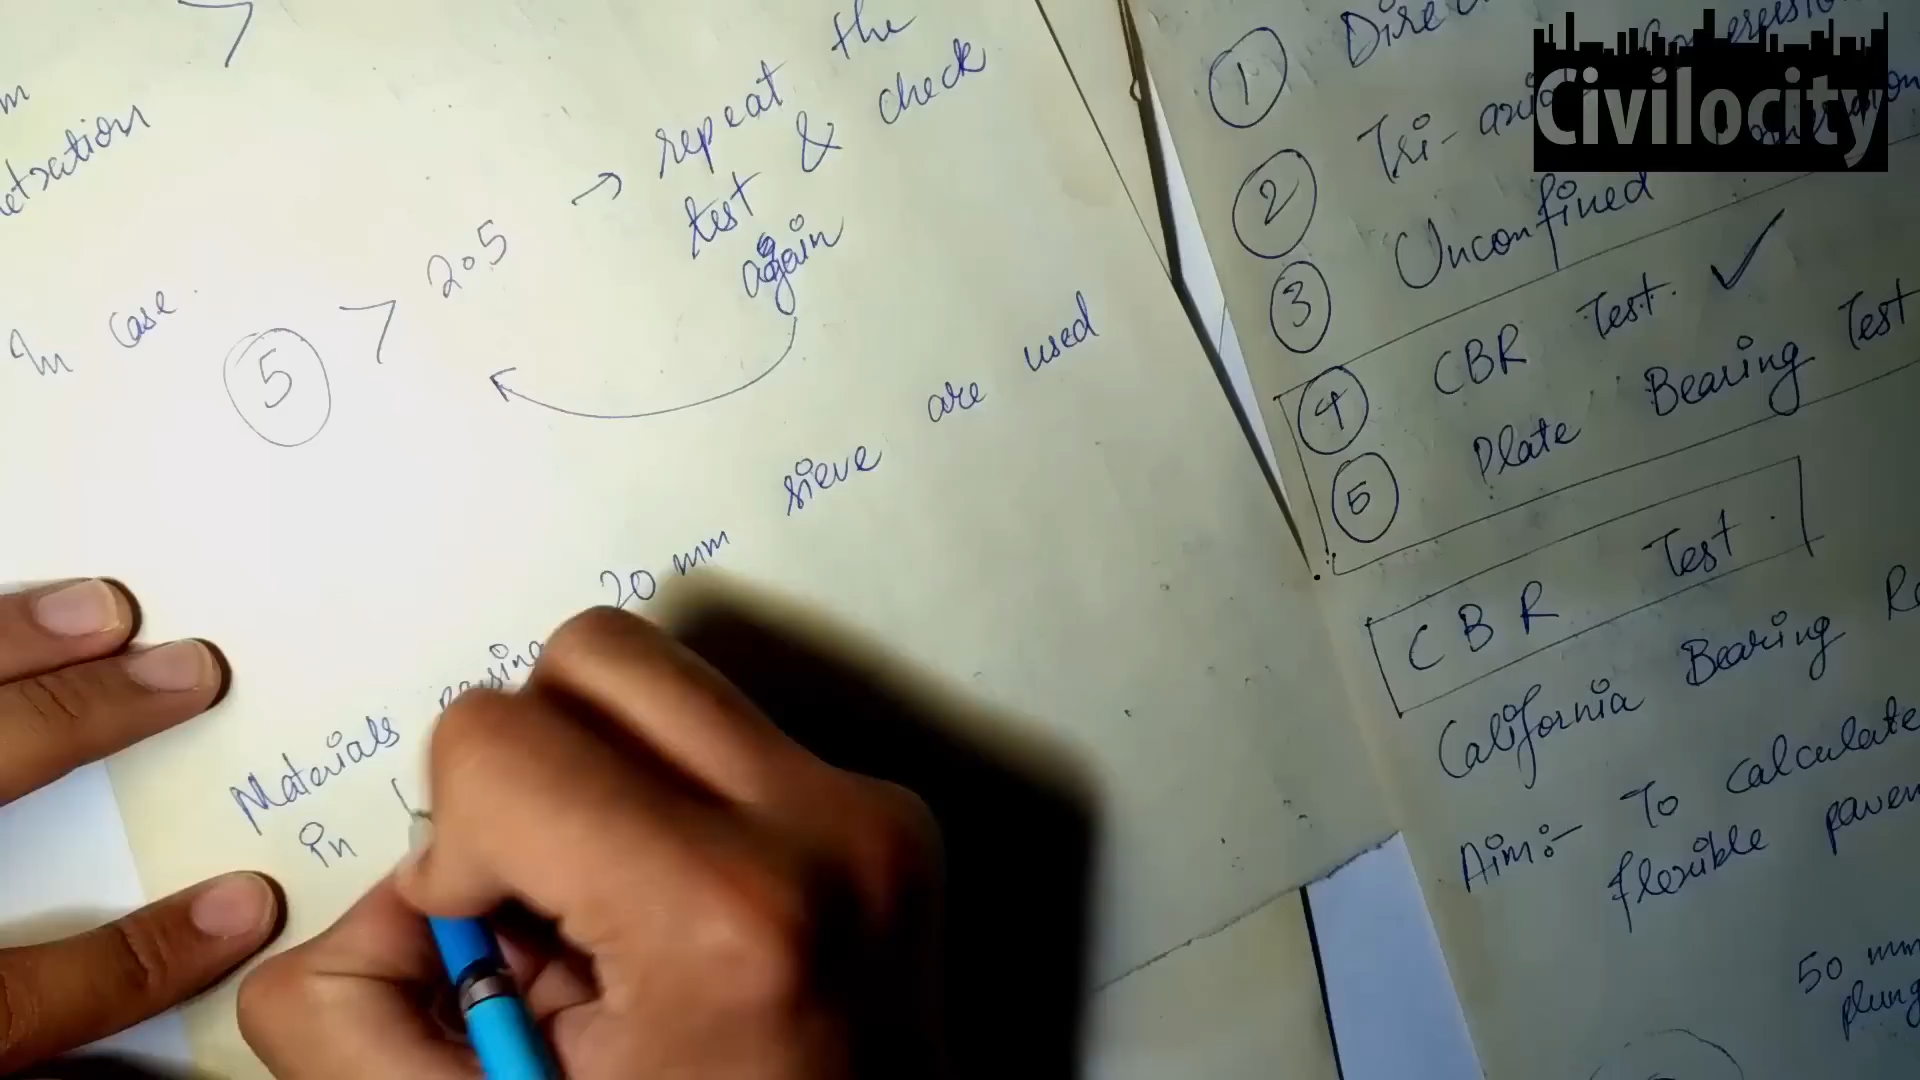 In case.
5 > 2.5 → repeat the
test & check
again
Materials passing 20 mm sieve are used
in
1
2 Tri-
3 Unconfined
4 CBR Test. ✓
5 Plate Bearing Test
CBR Test.
California Bearing
Aim:- To calculate
flexible
50 mm
Civilocity